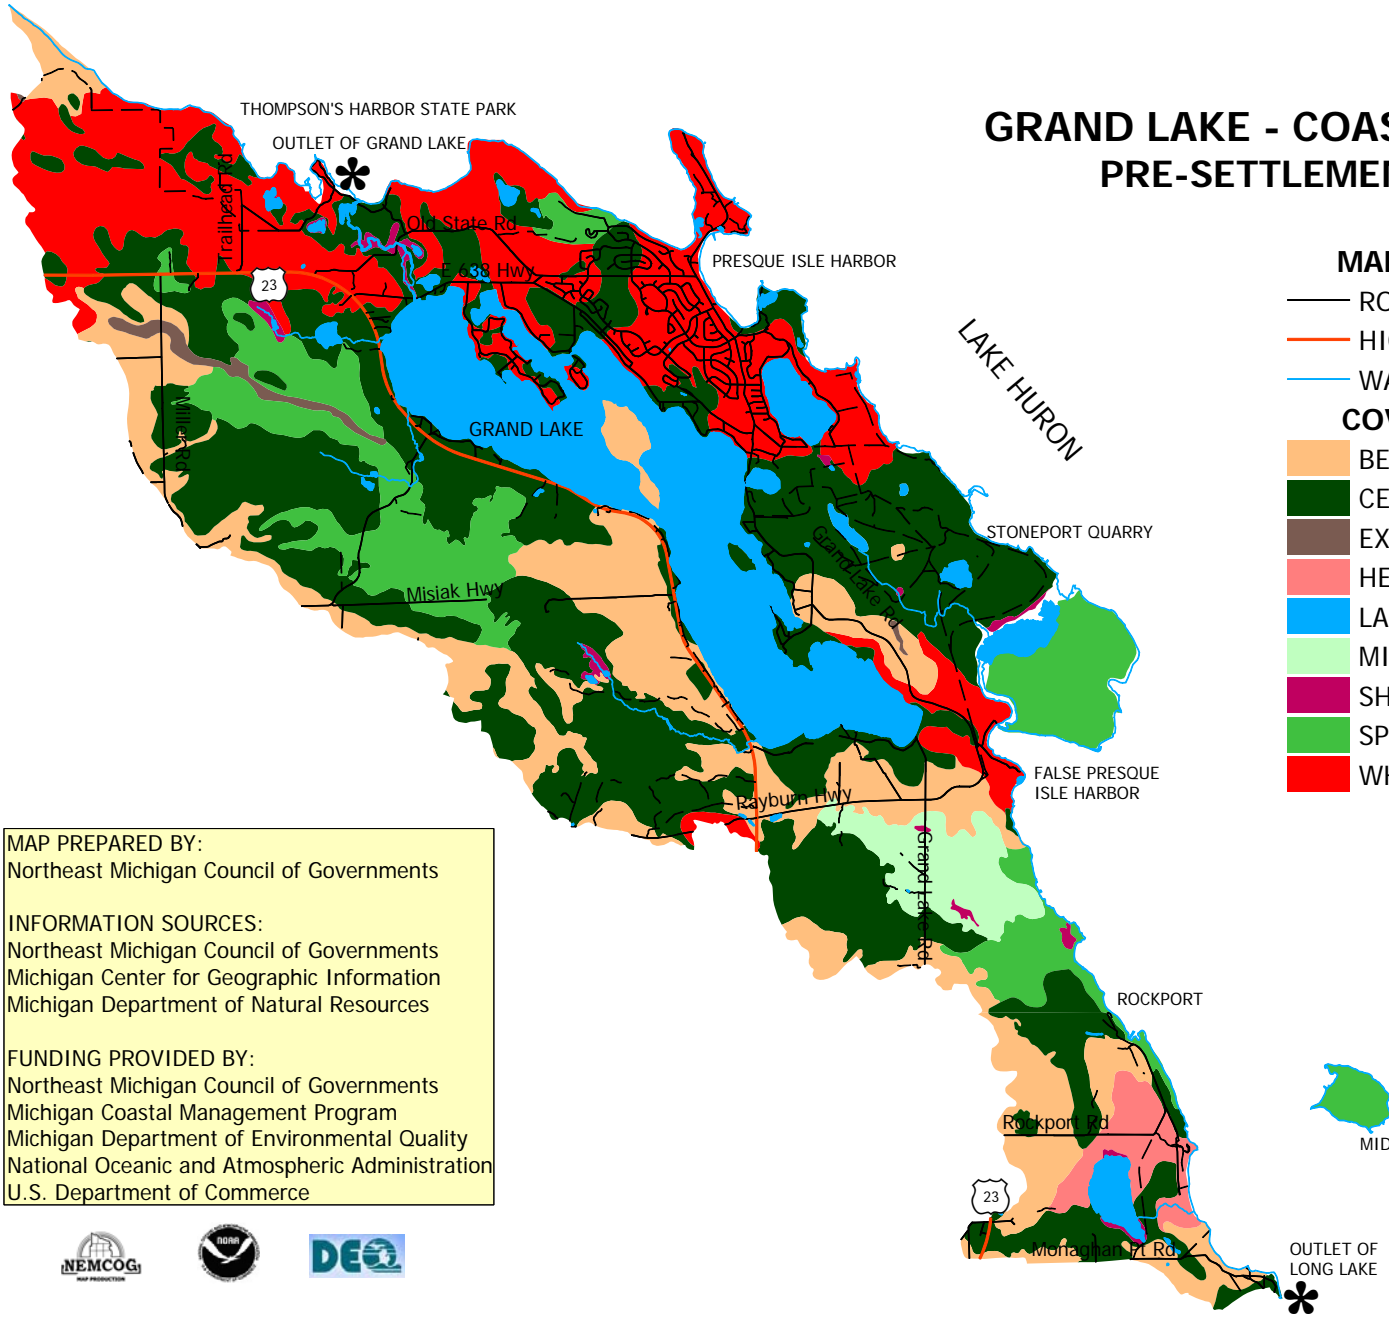 GRAND LAKE - COAS
PRE-SETTLEMEN
THOMPSON'S HARBOR STATE PARK
OUTLET OF GRAND LAKE
Trailhead Rd
Old State Rd
E 638 Hwy
23
PRESQUE ISLE HARBOR
LAKE HURON
MAP
RO
HIG
WA
COV
BE
CE
EX
HE
LA
MI
SH
SP
WH
Miller Rd
GRAND LAKE
STONEPORT QUARRY
Grand Lake Rd
Misiak Hwy
FALSE PRESQUE
ISLE HARBOR
Rayburn Hwy
Grand Lake Rd
MAP PREPARED BY:
Northeast Michigan Council of Governments
INFORMATION SOURCES:
Northeast Michigan Council of Governments
Michigan Center for Geographic Information
Michigan Department of Natural Resources
FUNDING PROVIDED BY:
Northeast Michigan Council of Governments
Michigan Coastal Management Program
Michigan Department of Environmental Quality
National Oceanic and Atmospheric Administration
U.S. Department of Commerce
ROCKPORT
Rockport Rd
MID
23
Monaghan Pt Rd
OUTLET OF
LONG LAKE
NEMCOG
MAP PRODUCTION
NOAA
DEQ